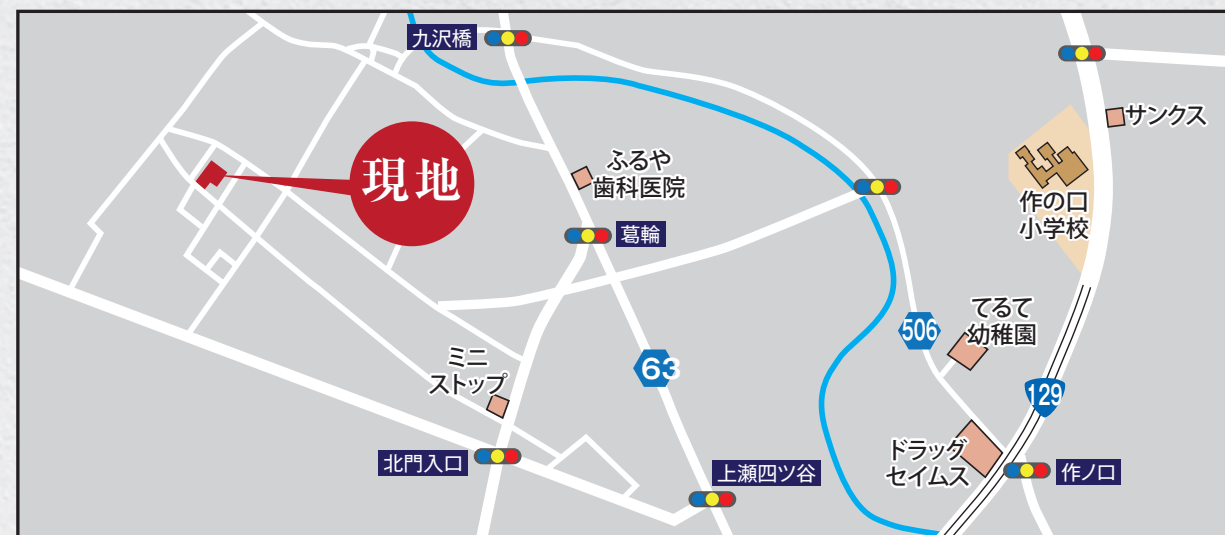 九沢橋
サンクス
ふるや
歯科医院
現地
作の口
小学校
葛輪
てるて
幼稚園
506
ミニ
ストップ
63
129
ドラッグ
セイムス
北門入口
上瀬四ツ谷
作ノ口